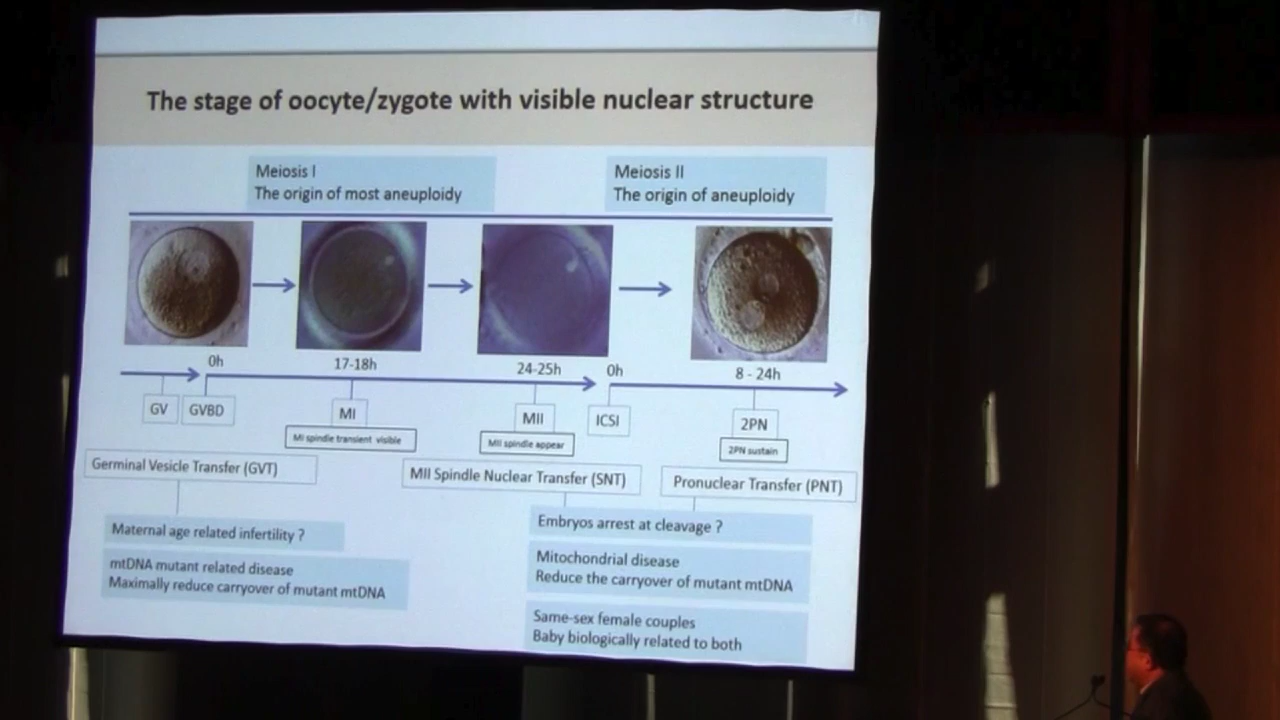 The stage of oocyte/zygote with visible nuclear structure
Meiosis I
The origin of most aneuploidy
Meiosis II
The origin of aneuploidy
0h
17-18h
24-25h
0h
8 - 24h
GV
GVBD
MI
MII
ICSI
2PN
MI spindle transient visible
MII spindle appear
2PN sustain
Germinal Vesicle Transfer (GVT)
MII Spindle Nuclear Transfer (SNT)
Pronuclear Transfer (PNT)
Maternal age related infertility ?
mtDNA mutant related disease
Maximally reduce carryover of mutant mtDNA
Embryos arrest at cleavage ?
Mitochondrial disease
Reduce the carryover of mutant mtDNA
Same-sex female couples
Baby biologically related to both